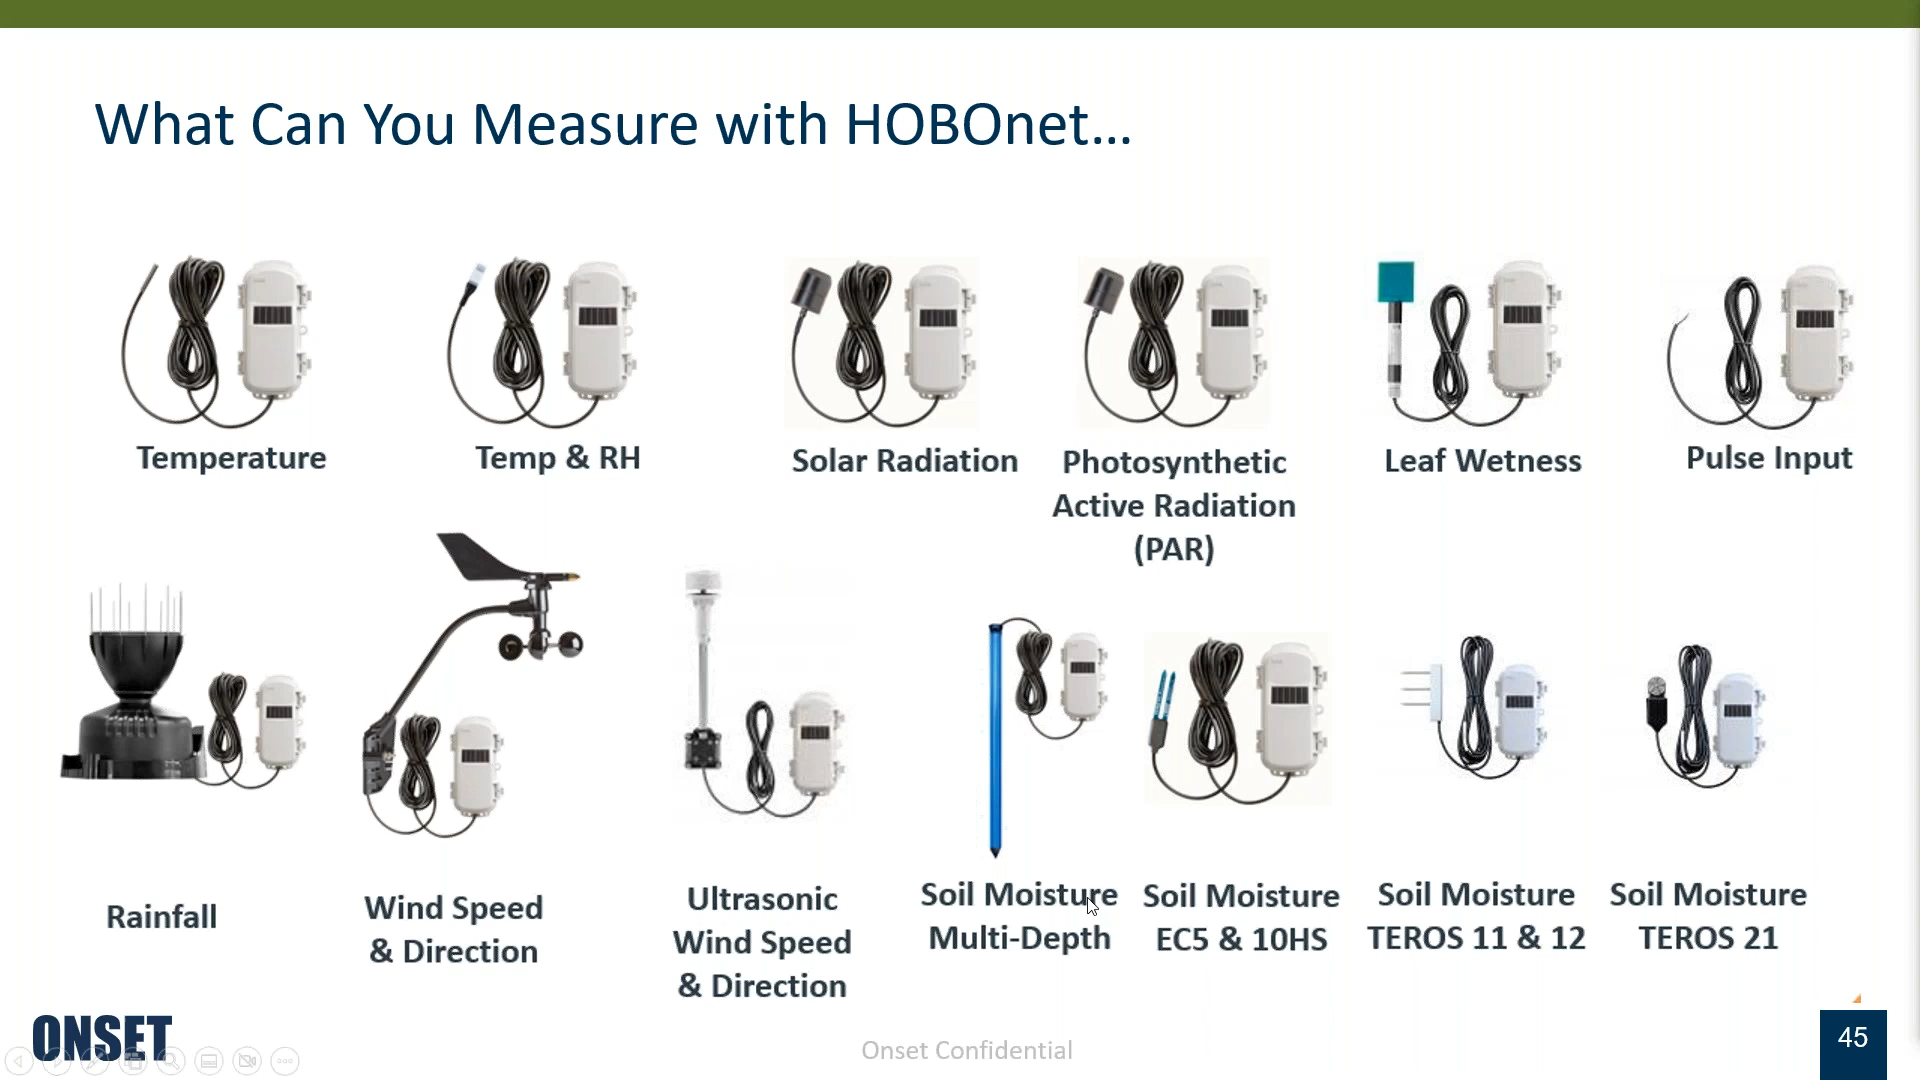 What Can You Measure with HOBOnet...
Temperature
Temp & RH
Solar Radiation
Photosynthetic
Active Radiation
(PAR)
Leaf Wetness
Pulse Input
Rainfall
Wind Speed
& Direction
Ultrasonic
Wind Speed
& Direction
Soil Moisture
Multi-Depth
Soil Moisture
EC5 & 10HS
Soil Moisture
TEROS 11 & 12
Soil Moisture
TEROS 21
ONSET
Onset Confidential
45